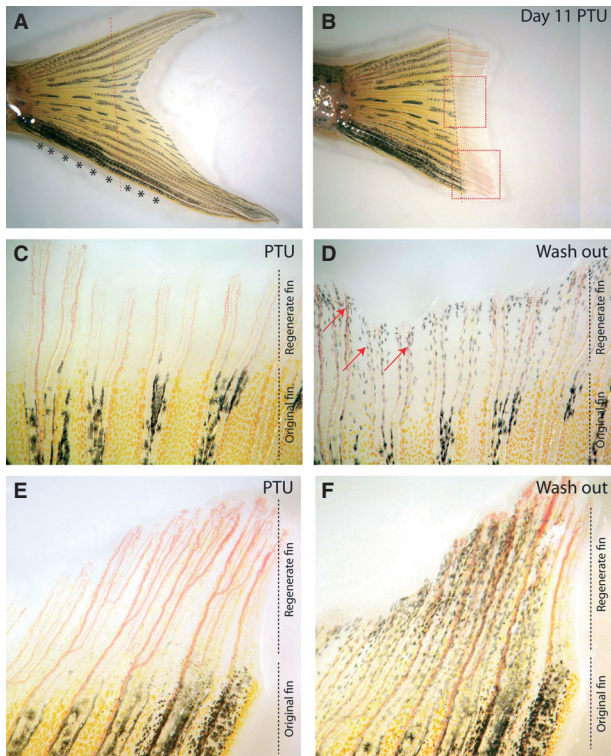 A
B
Day 11 PTU
* * * * * * * * *
C
PTU
Regenerate fin
Original fin
D
Wash out
Regenerate fin
Original fin
E
PTU
Regenerate fin
Original fin
F
Wash out
Regenerate fin
Original fin